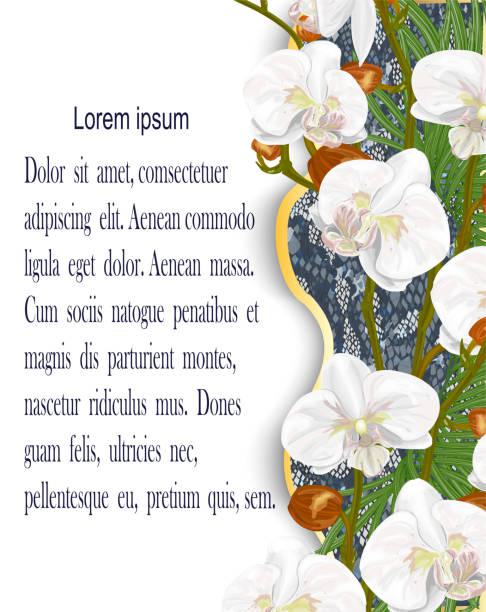 Lorem ipsum
Dolor sit amet, comsectetuer
adipiscing elit. Aenean commodo
ligula eget dolor. Aenean massa.
Cum sociis natogue penatibus et
magnis dis parturient montes,
nascetur ridiculus mus. Dones
guam felis, ultricies nec,
pellentesque eu, pretium quis, sem.